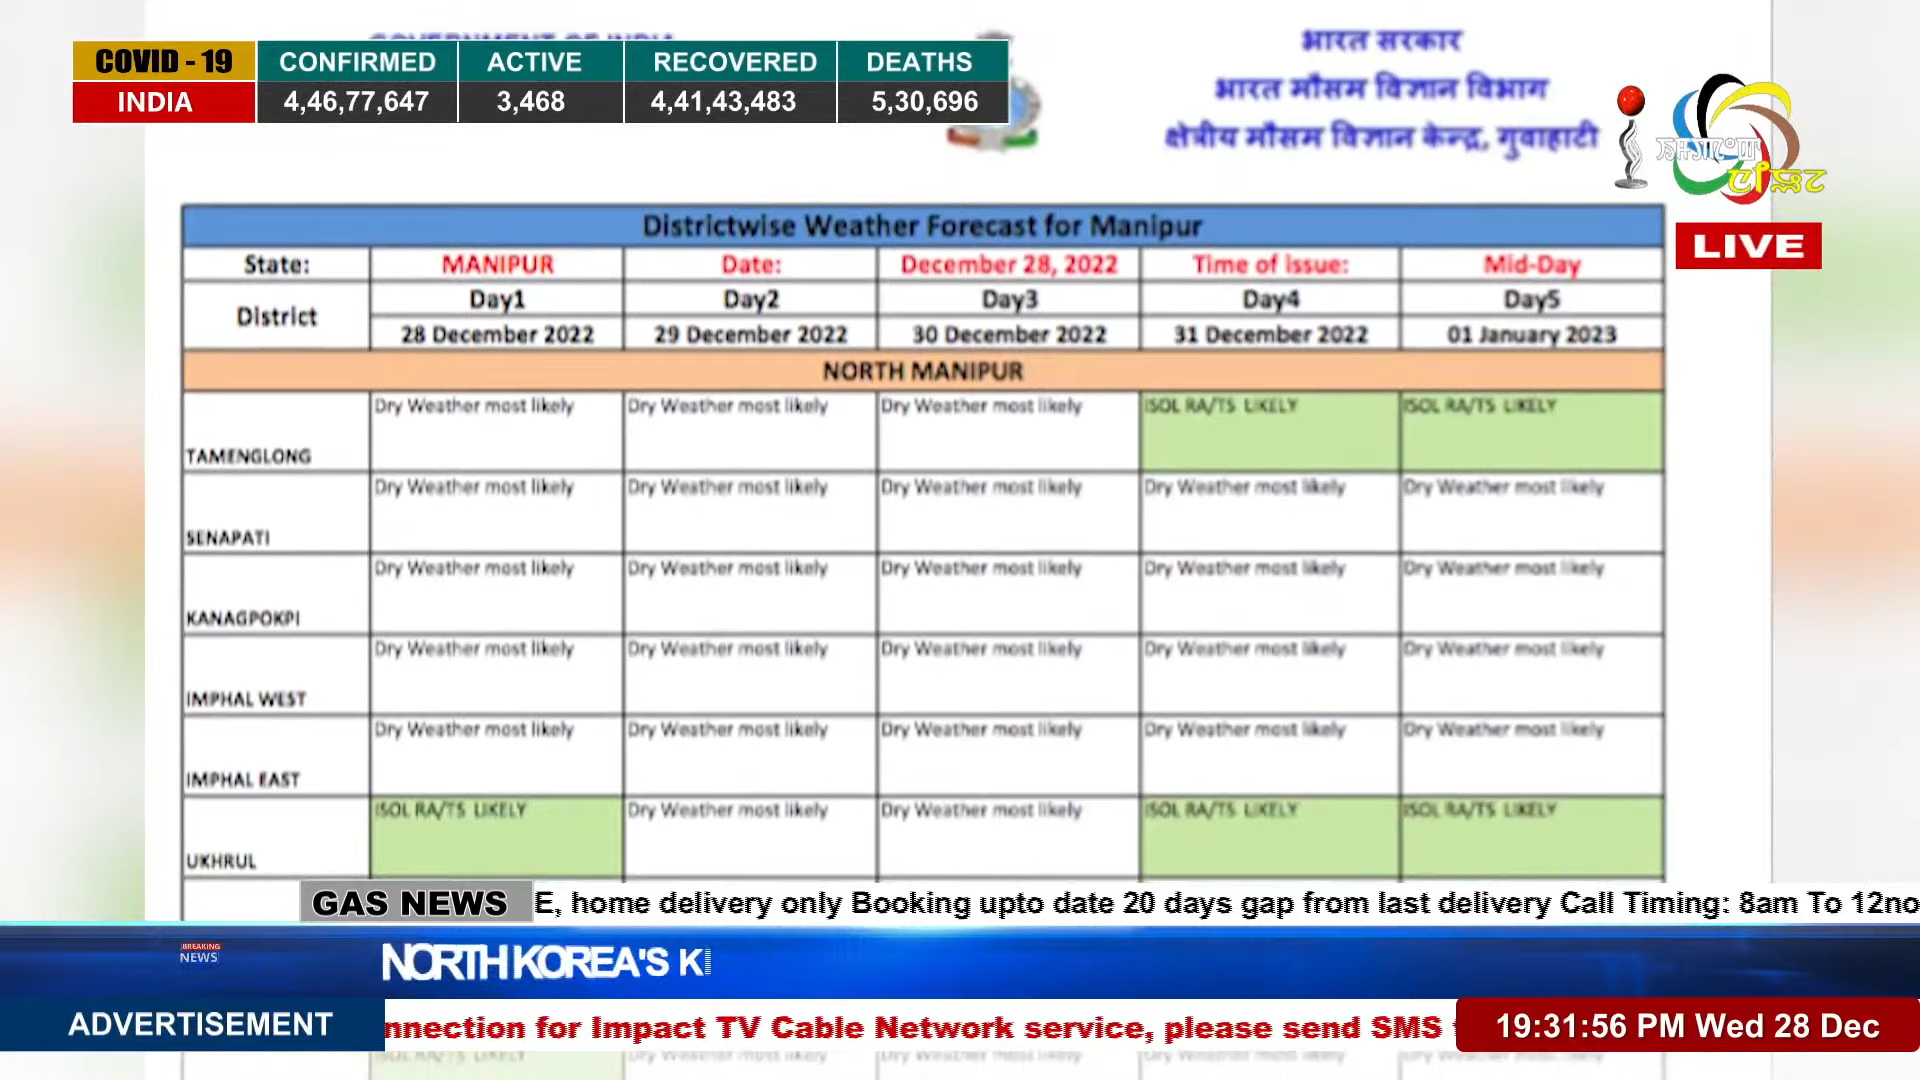 COVID - 19 CONFIRMED ACTIVE RECOVERED DEATHS
INDIA 4,46,77,647 3,468 4,41,43,483 5,30,696
भारत सरकार
भारत मौसम विज्ञान विभाग
क्षेत्रीय मौसम विज्ञान केन्द्र, गुवाहाटी
LIVE
Districtwise Weather Forecast for Manipur
State: MANIPUR Date: December 28, 2022 Time of issue: Mid-Day
District Day1 Day2 Day3 Day4 Day5
28 December 2022 29 December 2022 30 December 2022 31 December 2022 01 January 2023
NORTH MANIPUR
TAMENGLONG Dry Weather most likely Dry Weather most likely Dry Weather most likely ISOL RA/TS LIKELY ISOL RA/TS LIKELY
SENAPATI Dry Weather most likely Dry Weather most likely Dry Weather most likely Dry Weather most likely Dry Weather most likely
KANAGPOKPI Dry Weather most likely Dry Weather most likely Dry Weather most likely Dry Weather most likely Dry Weather most likely
IMPHAL WEST Dry Weather most likely Dry Weather most likely Dry Weather most likely Dry Weather most likely Dry Weather most likely
IMPHAL EAST Dry Weather most likely Dry Weather most likely Dry Weather most likely Dry Weather most likely Dry Weather most likely
UKHRUL ISOL RA/TS LIKELY Dry Weather most likely Dry Weather most likely ISOL RA/TS LIKELY ISOL RA/TS LIKELY
GAS NEWS E, home delivery only Booking upto date 20 days gap from last delivery Call Timing: 8am To 12no
BREAKING
NEWS
NORTH KOREA'S K
ADVERTISEMENT nnection for Impact TV Cable Network service, please send SMS 19:31:56 PM Wed 28 Dec